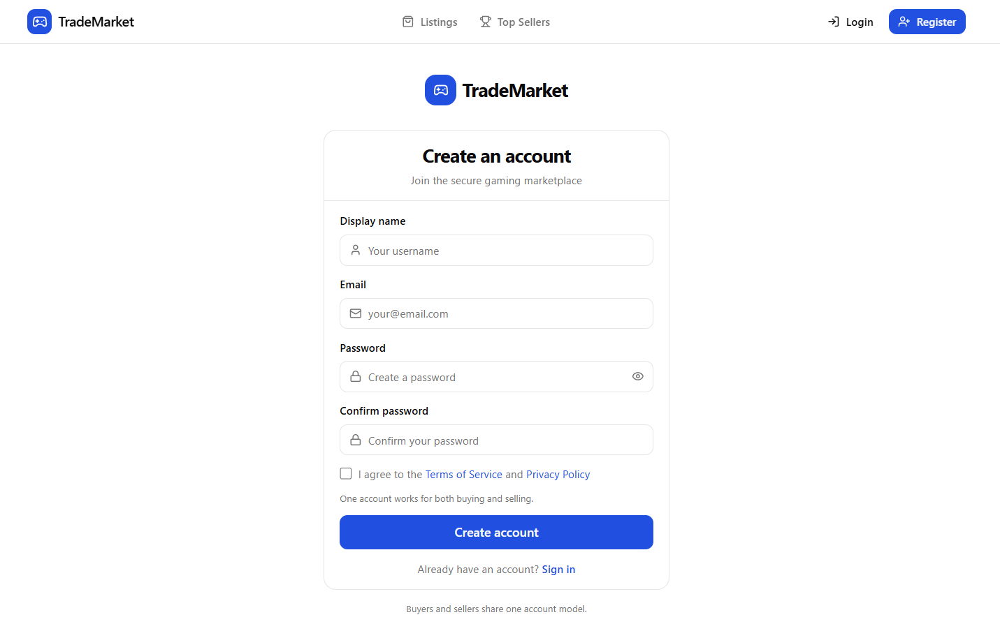 TradeMarket
Listings
Top Sellers
Login
Register
TradeMarket
Create an account
Join the secure gaming marketplace
Display name
Your username
Email
your@email.com
Password
Create a password
Confirm password
Confirm your password
I agree to the Terms of Service and Privacy Policy
One account works for both buying and selling.
Create account
Already have an account? Sign in
Buyers and sellers share one account model.